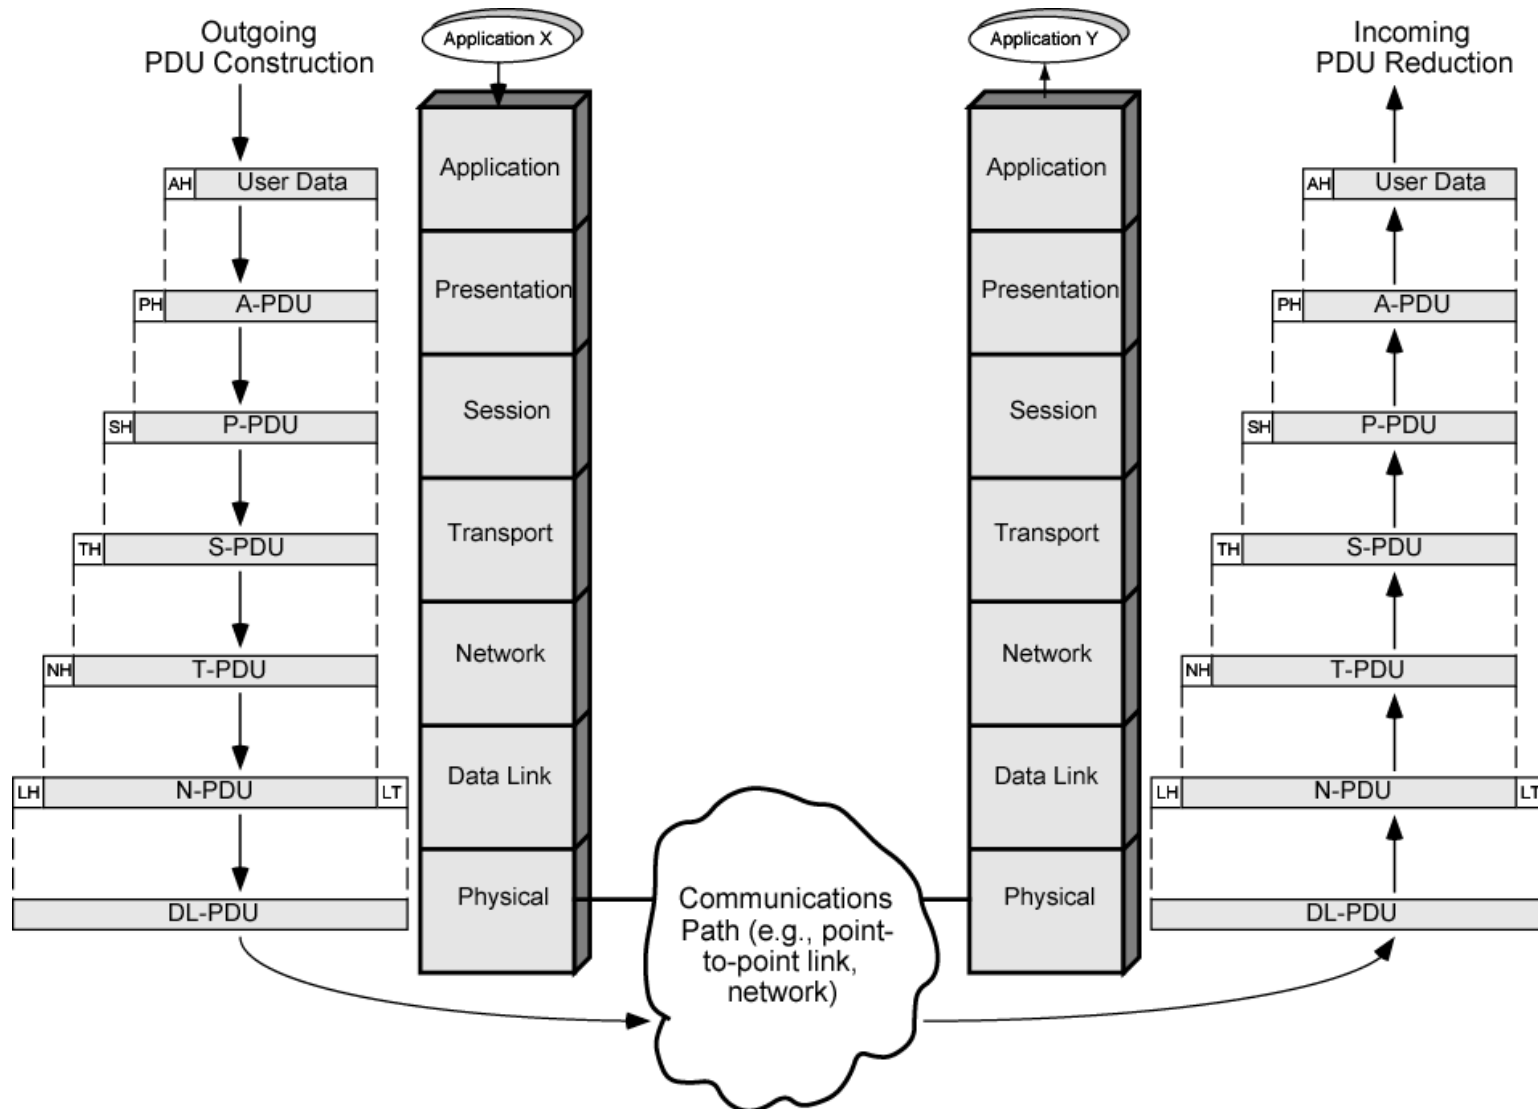 Outgoing
PDU Construction
Application X
Application Y
Incoming
PDU Reduction
AH User Data
Application
Application
AH User Data
PH A-PDU
Presentation
Presentation
PH A-PDU
SH P-PDU
Session
Session
SH P-PDU
TH S-PDU
Transport
Transport
TH S-PDU
NH T-PDU
Network
Network
NH T-PDU
LH N-PDU LT
Data Link
Data Link
LH N-PDU LT
DL-PDU
Physical
Communications
Path (e.g., point-
to-point link,
network)
Physical
DL-PDU